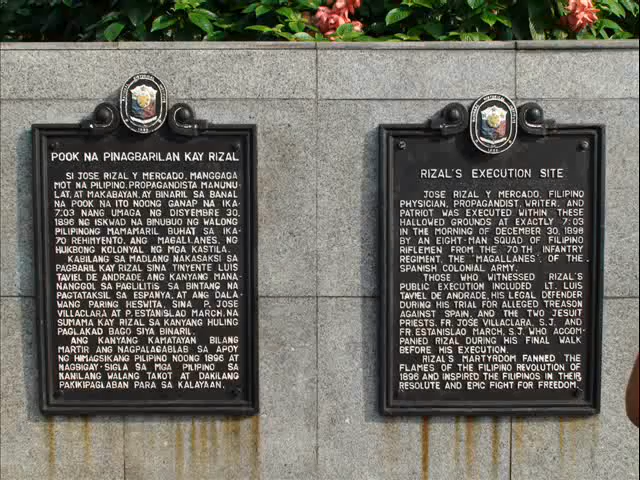 POOK NA PINAGBARILAN KAY RIZAL
SI JOSE RIZAL Y MERCADO, MANGGAGA
MOT NA PILIPINO, PROPAGANDISTA MANUNU-
LAT, AT MAKABAYAN, AY BINARIL SA BANAL
NA POOK NA ITO NOONG GANAP NA IKA-
7:03 NANG UMAGA NG DISYEMBRE 30,
1896 NG ISKWAD NA BINUBUO NG WALONG
PILIPINONG MAMAMARIL BUHAT SA IKA-
70 REHIMYENTO, ANG MAGALLANES, NG
HUKBONG KOLONYAL NG MGA KASTILA.
KABILANG SA MADLANG NAKASAKSI SA
PAGBARIL KAY RIZAL SINA TINYENTE LUIS
TAVIEL DE ANDRADE, ANG KANYANG MANA-
NANGGOL SA PAGLILITIS SA BINTANG NA
PAGTATAKSIL SA ESPANYA, AT ANG DALA-
WANG PARING HESWITA, SINA P. JOSE
VILLACLARA AT P. ESTANISLAO MARCH, NA
SUMAMA KAY RIZAL SA KANYANG HULING
PAGLAKAD BAGO SIYA BINARIL.
ANG KANYANG KAMATAYAN BILANG
MARTIR ANG NAGPALAGABLAB SA APOY
NG HIMAGSIKANG PILIPINO NOONG 1896 AT
NAGBIGAY-SIGLA SA MGA PILIPINO SA
KANILANG WALANG TAKOT AT DAKILANG
PAKIKIPAGLABAN PARA SA KALAYAAN.
RIZAL'S EXECUTION SITE
JOSE RIZAL Y MERCADO, FILIPINO
PHYSICIAN, PROPAGANDIST, WRITER, AND
PATRIOT WAS EXECUTED WITHIN THESE
HALLOWED GROUNDS AT EXACTLY 7:03
IN THE MORNING OF DECEMBER 30, 1896
BY AN EIGHT-MAN SQUAD OF FILIPINO
RIFLEMEN FROM THE 70TH INFANTRY
REGIMENT, THE "MAGALLANES", OF THE
SPANISH COLONIAL ARMY.
THOSE WHO WITNESSED RIZAL'S
PUBLIC EXECUTION INCLUDED LT. LUIS
TAVIEL DE ANDRADE, HIS LEGAL DEFENDER
DURING HIS TRIAL FOR ALLEGED TREASON
AGAINST SPAIN, AND THE TWO JESUIT
PRIESTS, FR. JOSE VILLACLARA, S.J. AND
FR. ESTANISLAO MARCH, S.J. WHO ACCOM-
PANIED RIZAL DURING HIS FINAL WALK
BEFORE HIS EXECUTION.
RIZAL'S MARTYRDOM FANNED THE
FLAMES OF THE FILIPINO REVOLUTION OF
1896 AND INSPIRED THE FILIPINOS IN THEIR
RESOLUTE AND EPIC FIGHT FOR FREEDOM.